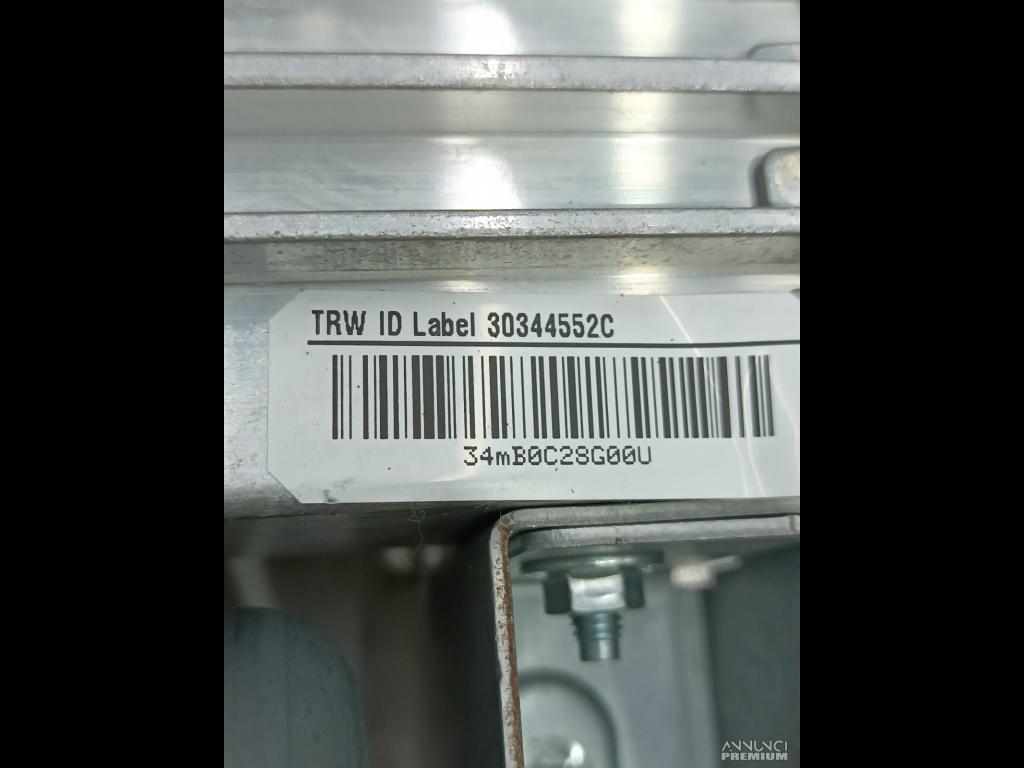 TRW ID Label 30344552C
34mB0C28G00U
ANNUNCI
PREMIUM